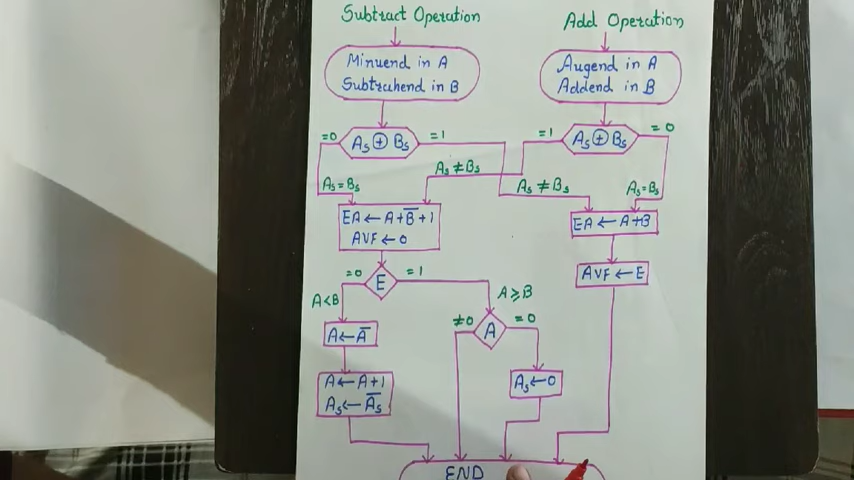 Subtract Operation
Add Operation
Minuend in A
Subtrahend in B
Augend in A
Addend in B
=0
As ⊕ Bs
=1
=1
As ⊕ Bs
=0
As = Bs
As ≠ Bs
As ≠ Bs
As = Bs
EA ← A + B̅ + 1
AVF ← 0
EA ← A+B
AVF ← E
=0
E
=1
A<B
A ≥ B
A ← A̅
≠0
A
=0
A ← A+1
As ← A̅s
As ← 0
END